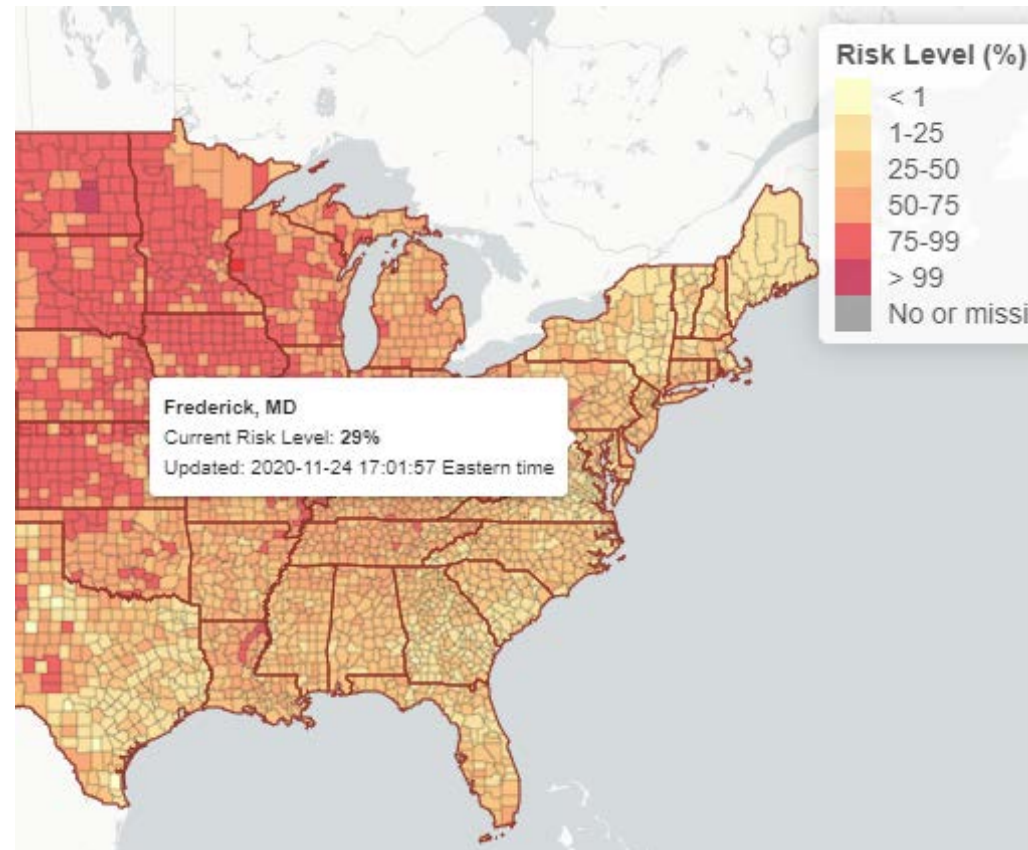 Risk Level (%)
< 1
1-25
25-50
50-75
75-99
> 99
No or missi
Frederick, MD
Current Risk Level: 29%
Updated: 2020-11-24 17:01:57 Eastern time